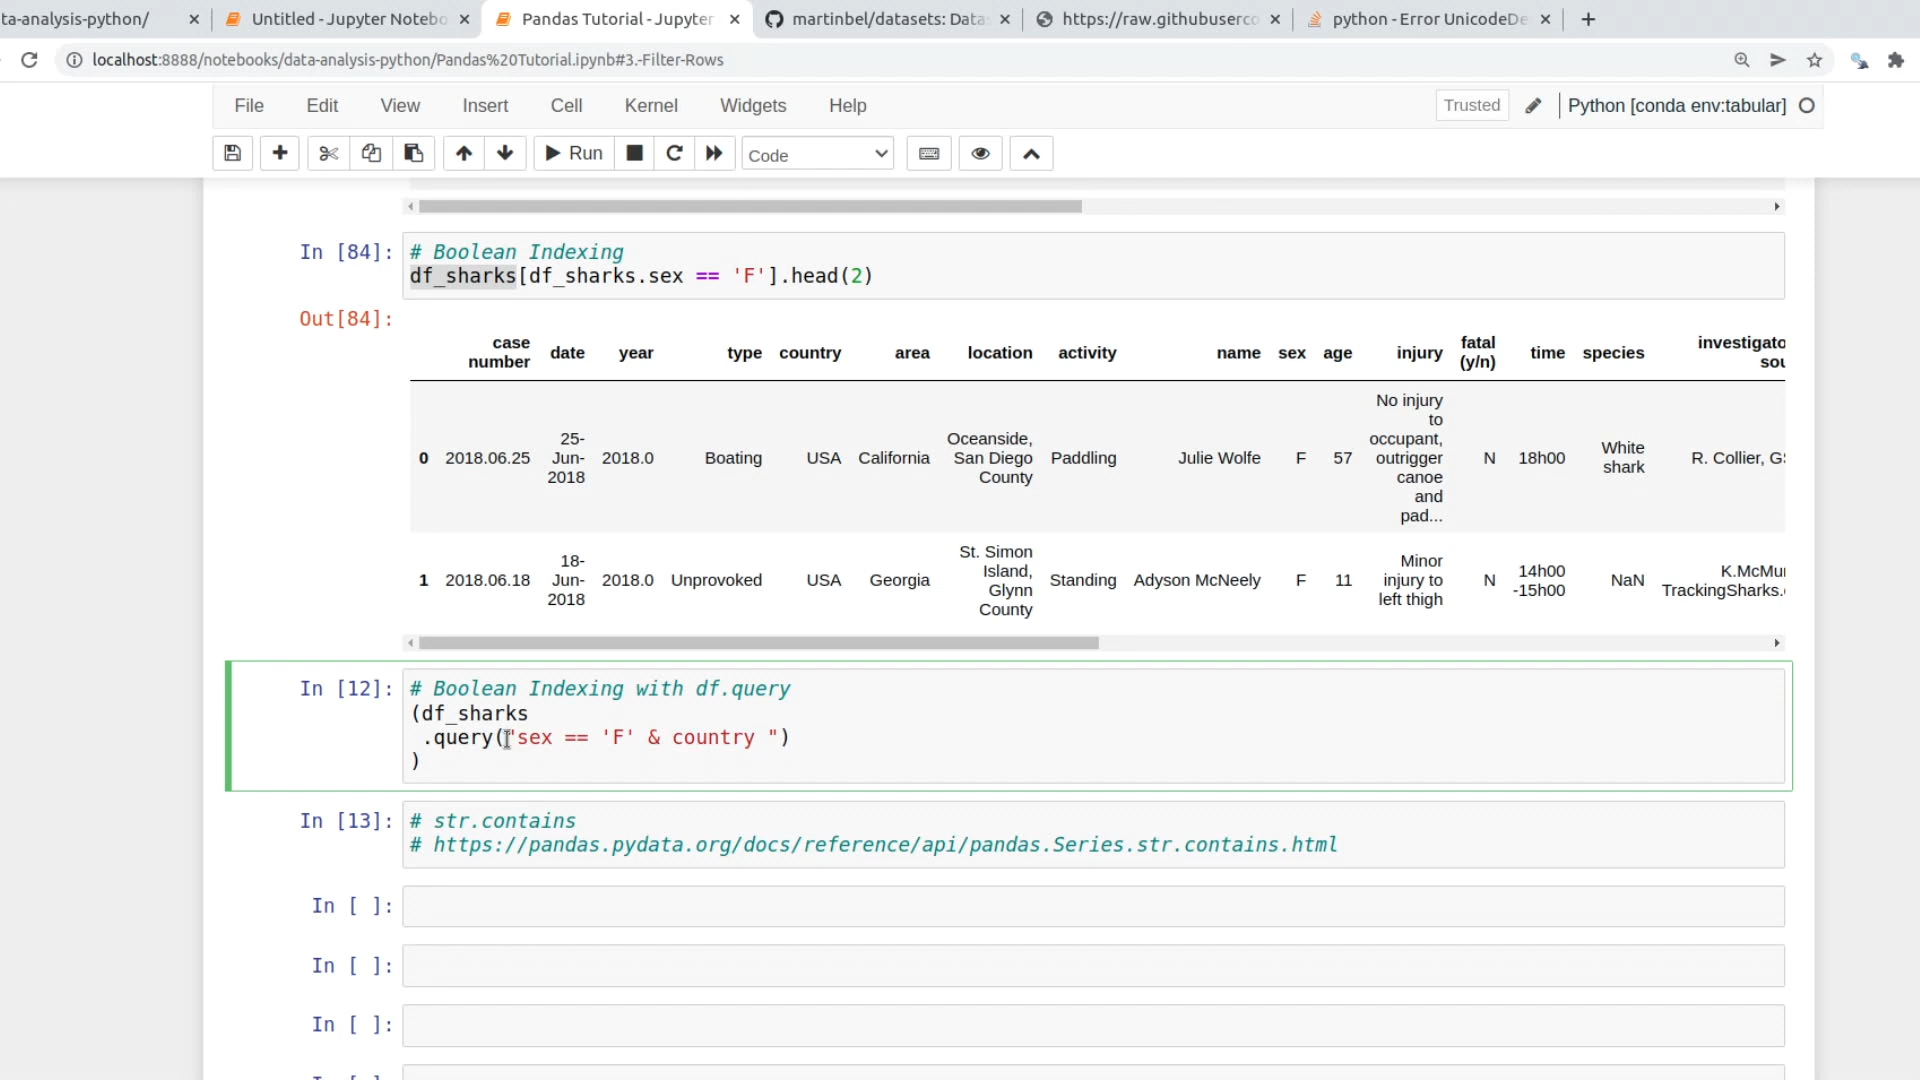 ta-analysis-python/
Untitled - Jupyter Notebo
Pandas Tutorial - Jupyter
martinbel/datasets: Data
https://raw.githubuserco
python - Error UnicodeDe
localhost:8888/notebooks/data-analysis-python/Pandas%20Tutorial.ipynb#3.-Filter-Rows
File Edit View Insert Cell Kernel Widgets Help
Trusted
Python [conda env:tabular]
Run
Code
In [84]:
# Boolean Indexing
df_sharks[df_sharks.sex == 'F'].head(2)
Out[84]:
case number date year type country area location activity name sex age injury fatal (y/n) time species investigato sou
0 2018.06.25 25-Jun-2018 2018.0 Boating USA California Oceanside, San Diego County Paddling Julie Wolfe F 57 No injury to occupant, outrigger canoe and pad... N 18h00 White shark R. Collier, GS
1 2018.06.18 18-Jun-2018 2018.0 Unprovoked USA Georgia St. Simon Island, Glynn County Standing Adyson McNeely F 11 Minor injury to left thigh N 14h00 -15h00 NaN K.McMur TrackingSharks.c
In [12]:
# Boolean Indexing with df.query
(df_sharks
.query("sex == 'F' & country ")
)
In [13]:
# str.contains
# https://pandas.pydata.org/docs/reference/api/pandas.Series.str.contains.html
In [ ]:
In [ ]:
In [ ]: